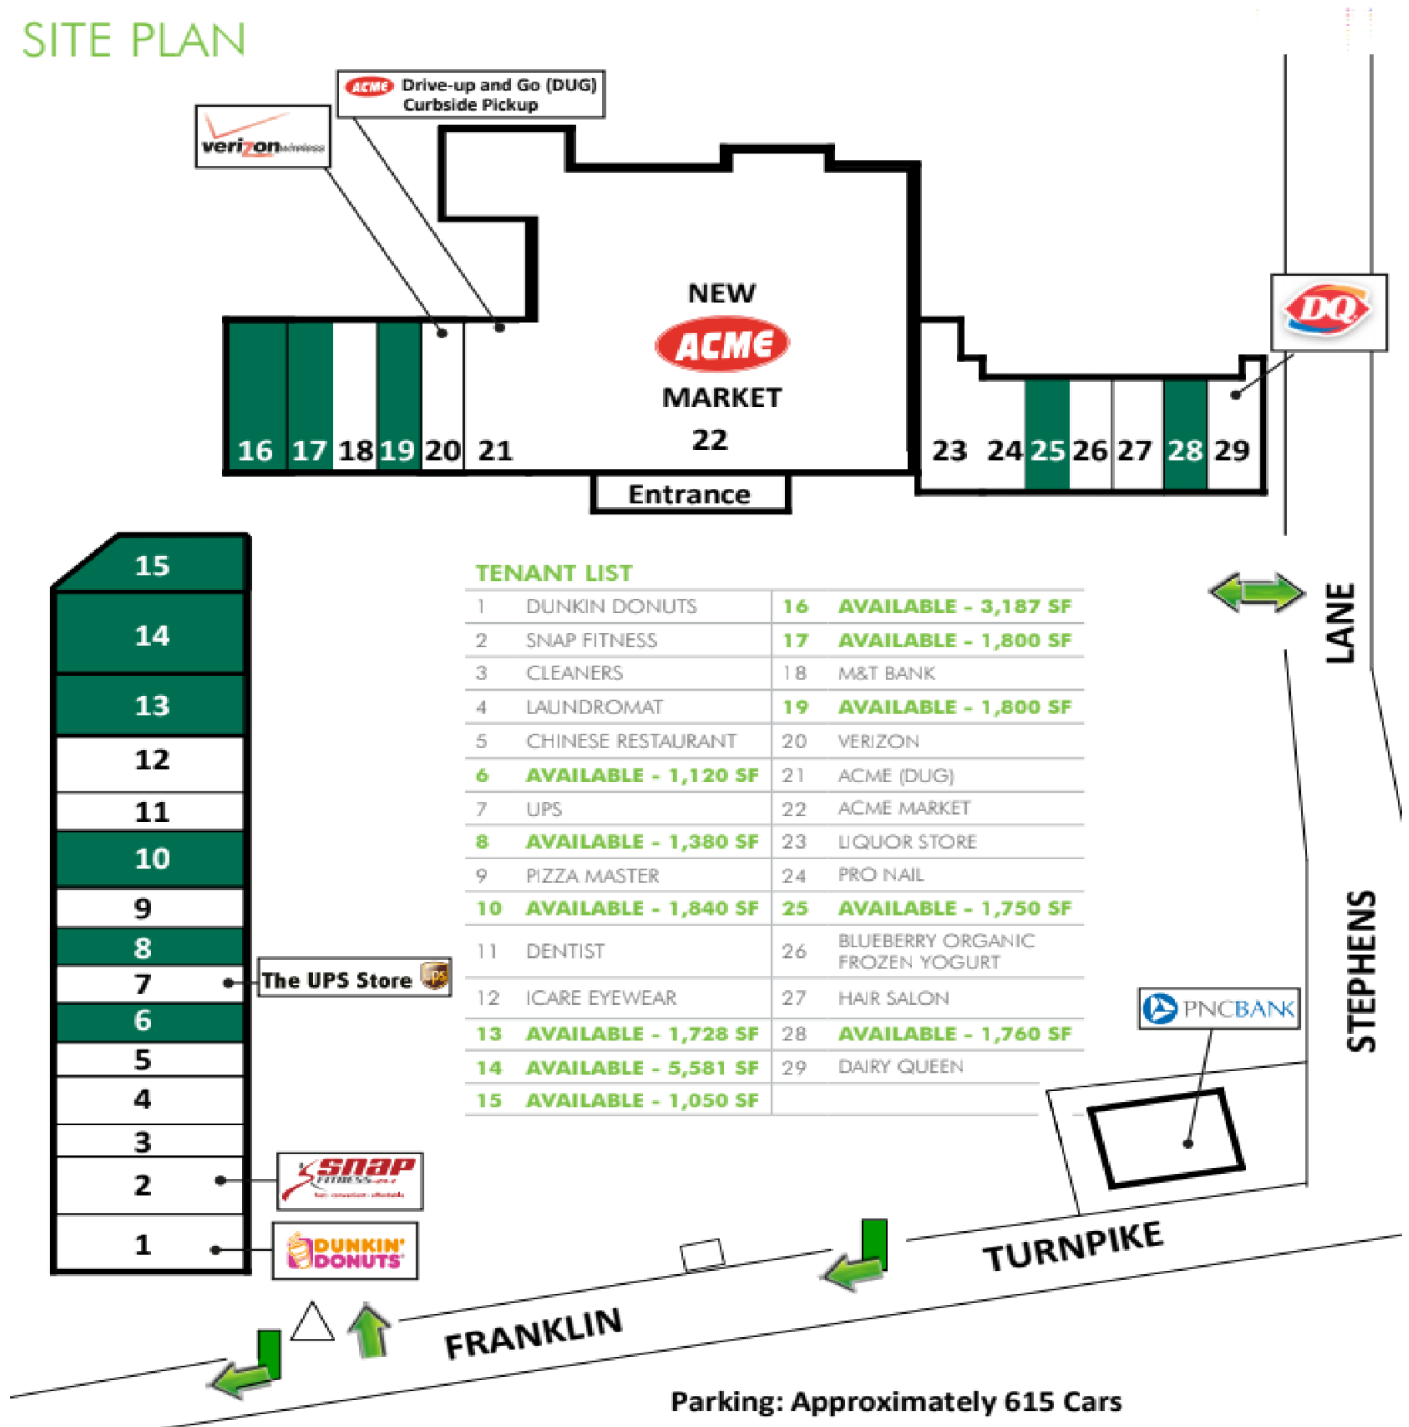 SITE PLAN
ACME Drive-up and Go (DUG)
Curbside Pickup
verizon wireless
NEW
ACME
MARKET
22
Entrance
DQ
16 17 18 19 20 21
23 24 25 26 27 28 29
15
14
13
12
11
10
9
8
7
6
5
4
3
2
1
The UPS Store ups
snap
FITNESS
DUNKIN'
DONUTS
TENANT LIST
1 DUNKIN DONUTS
2 SNAP FITNESS
3 CLEANERS
4 LAUNDROMAT
5 CHINESE RESTAURANT
6 AVAILABLE - 1,120 SF
7 UPS
8 AVAILABLE - 1,380 SF
9 PIZZA MASTER
10 AVAILABLE - 1,840 SF
11 DENTIST
12 ICARE EYEWEAR
13 AVAILABLE - 1,728 SF
14 AVAILABLE - 5,581 SF
15 AVAILABLE - 1,050 SF
16 AVAILABLE - 3,187 SF
17 AVAILABLE - 1,800 SF
18 M&T BANK
19 AVAILABLE - 1,800 SF
20 VERIZON
21 ACME (DUG)
22 ACME MARKET
23 LIQUOR STORE
24 PRO NAIL
25 AVAILABLE - 1,750 SF
26 BLUEBERRY ORGANIC
FROZEN YOGURT
27 HAIR SALON
28 AVAILABLE - 1,760 SF
29 DAIRY QUEEN
STEPHENS LANE
PNCBANK
FRANKLIN TURNPIKE
Parking: Approximately 615 Cars